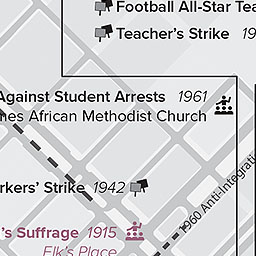 Football All-Star Tea
Teacher's Strike 19
Against Student Arrests 1961
nes African Methodist Church
rkers' Strike 1942
's Suffrage 1915
Elk's Place
1960 Anti-Integrati